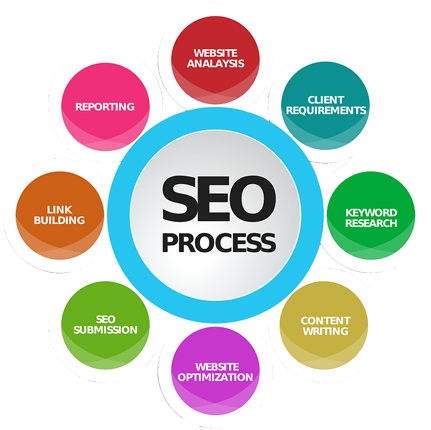 WEBSITE
ANALAYSIS
CLIENT
REQUIREMENTS
KEYWORD
RESEARCH
CONTENT
WRITING
WEBSITE
OPTIMIZATION
SEO
SUBMISSION
LINK
BUILDING
REPORTING
SEO
PROCESS